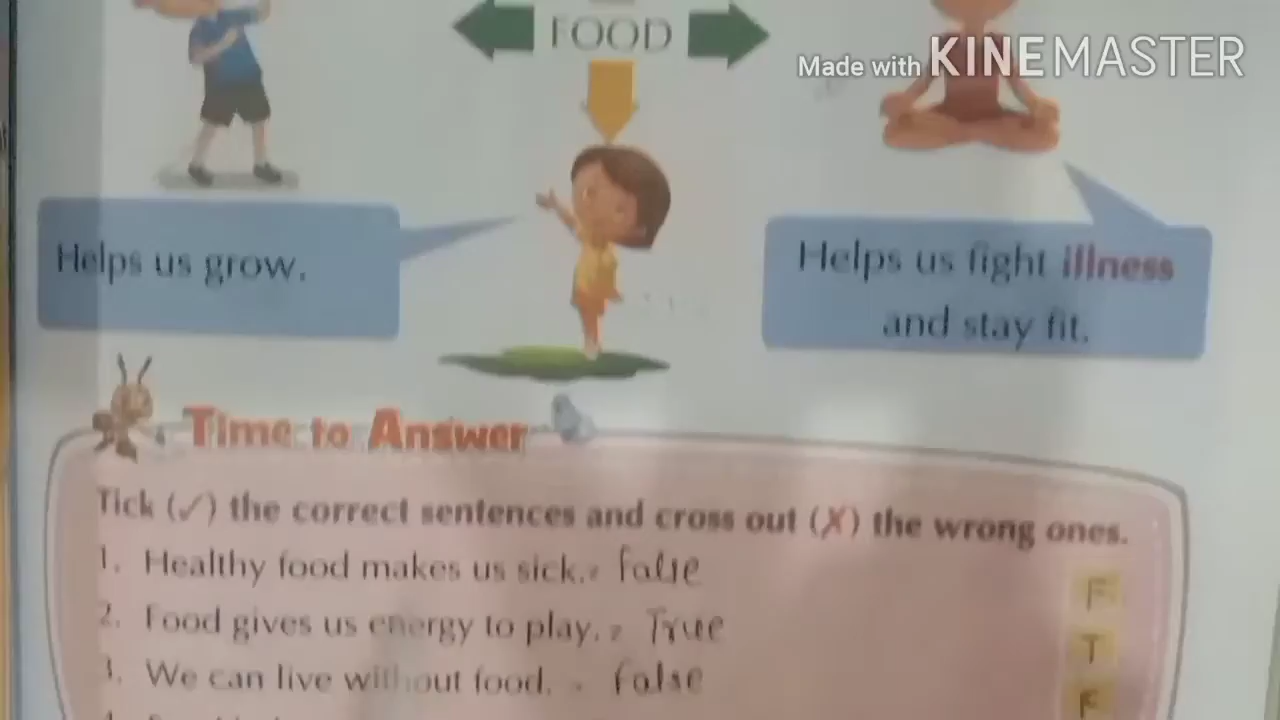 FOOD
Made with KINEMASTER
Helps us grow.
Helps us fight illness
and stay fit.
Time to Answer
Tick (✓) the correct sentences and cross out (✗) the wrong ones.
1. Healthy food makes us sick. = false
F
2. Food gives us energy to play. = True
T
3. We can live without food. - false
F